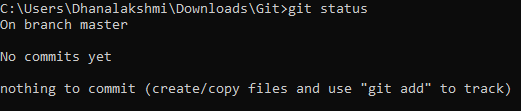 C:\Users\Dhanalakshmi\Downloads\Git>git status
On branch master
No commits yet
nothing to commit (create/copy files and use "git add" to track)